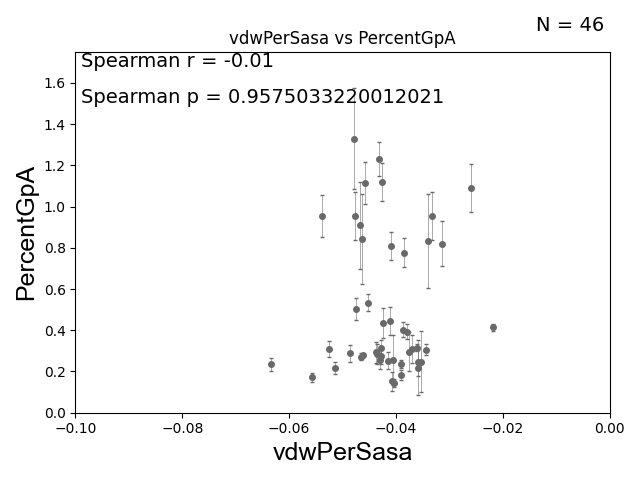 N = 46
vdwPerSasa vs PercentGpA
Spearman r = -0.01
Spearman p = 0.9575033220012021
PercentGpA
1.6
1.4
1.2
1.0
0.8
0.6
0.4
0.2
0.0
−0.10 −0.08 −0.06 −0.04 −0.02 0.00
vdwPerSasa